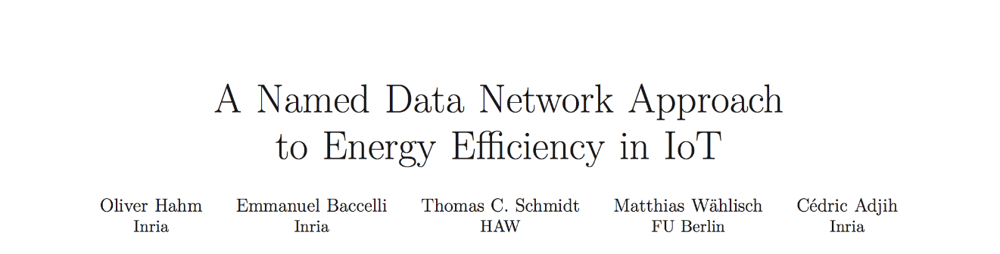 A Named Data Network Approach
to Energy Efficiency in IoT
Oliver Hahm Emmanuel Baccelli Thomas C. Schmidt Matthias Wählisch Cédric Adjih
Inria Inria HAW FU Berlin Inria